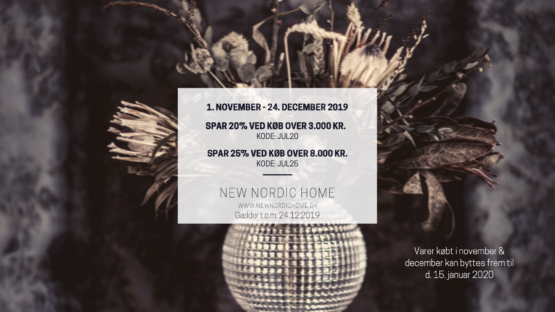 1. NOVEMBER - 24. DECEMBER 2019
SPAR 20% VED KØB OVER 3.000 KR.
KODE: JUL20
SPAR 25% VED KØB OVER 8.000 KR.
KODE: JUL25
NEW NORDIC HOME
WWW.NEWNORDICHOME.DK
Gælder t.o.m. 24.12.2019
Varer købt i november &
december kan byttes frem til
d. 15. januar 2020